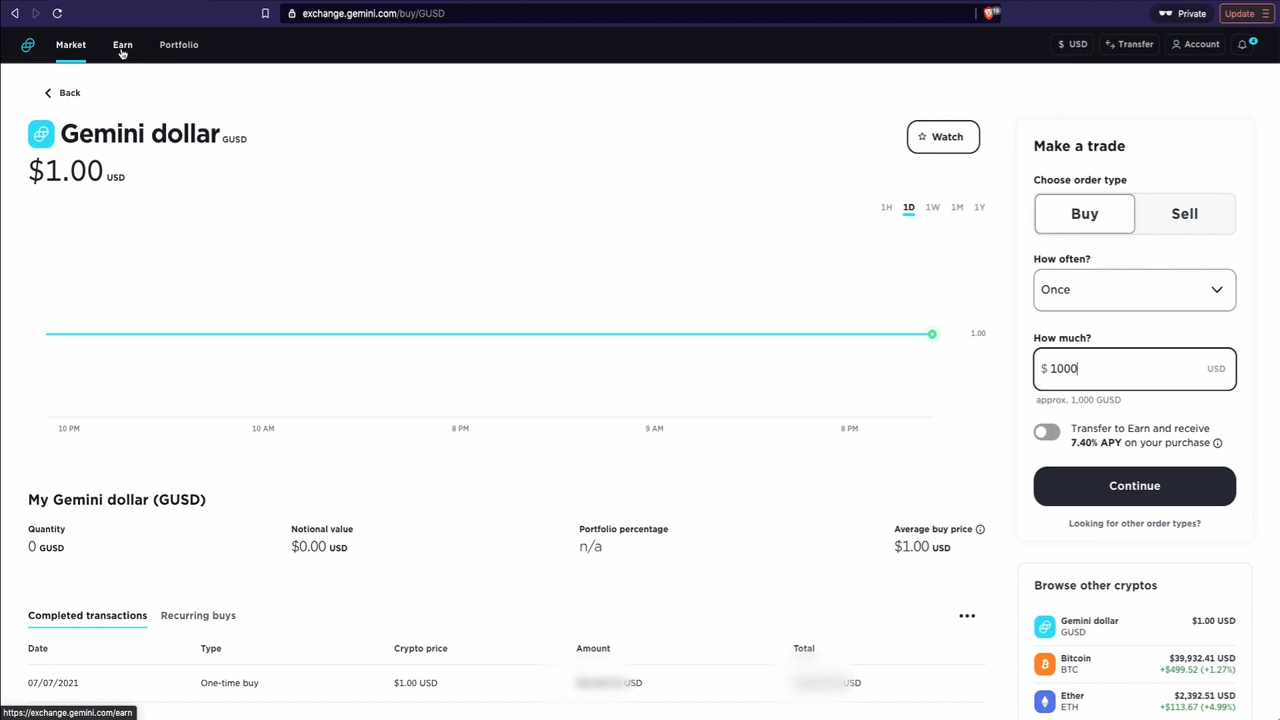 exchange.gemini.com/buy/GUSD
19
Private
Update
Market
Earn
Portfolio
$ USD
Transfer
Account
4
Back
Gemini dollar GUSD
$1.00 USD
Watch
1H 1D 1W 1M 1Y
1.00
10 PM 10 AM 8 PM 9 AM 8 PM
Make a trade
Choose order type
Buy Sell
How often?
Once
How much?
$ 1000 USD
approx. 1,000 GUSD
Transfer to Earn and receive
7.40% APY on your purchase
Continue
Looking for other order types?
My Gemini dollar (GUSD)
Quantity Notional value Portfolio percentage Average buy price
0 GUSD $0.00 USD n/a $1.00 USD
Completed transactions Recurring buys
Date Type Crypto price Amount Total
07/07/2021 One-time buy $1.00 USD USD USD
Browse other cryptos
Gemini dollar $1.00 USD
GUSD
Bitcoin $39,932.41 USD
BTC +$499.52 (+1.27%)
Ether $2,392.51 USD
ETH +$113.67 (+4.99%)
https://exchange.gemini.com/earn